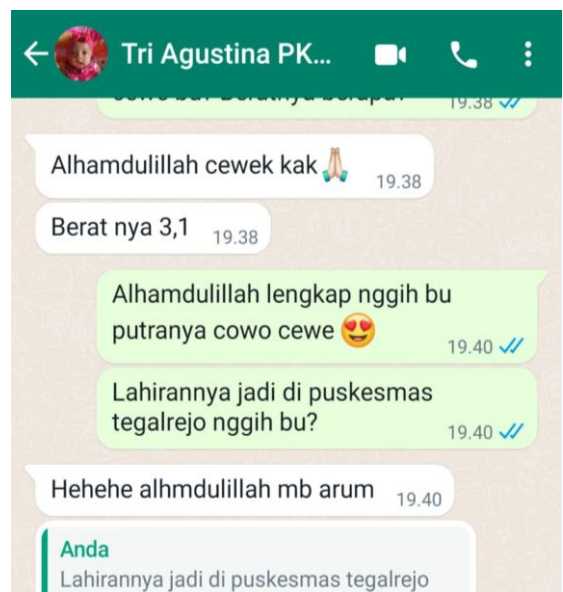 Tri Agustina PK...
19.38
Alhamdulillah cewek kak🙏🏻
19.38
Berat nya 3,1 19.38
Alhamdulillah lengkap nggih bu
putranya cowo cewe 😍
19.40
Lahirannya jadi di puskesmas
tegalrejo nggih bu?
19.40
Hehehe alhmdulillah mb arum 19.40
Anda
Lahirannya jadi di puskesmas tegalrejo